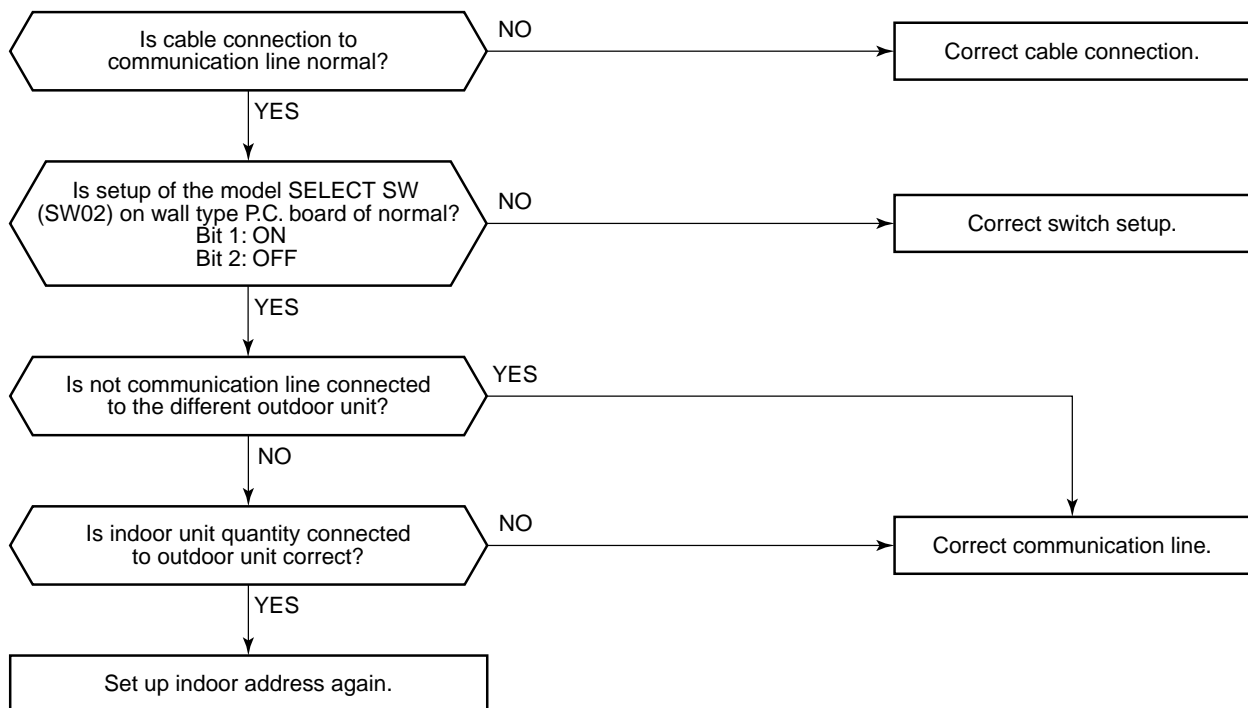 Is cable connection to
communication line normal?
NO
Correct cable connection.
YES
Is setup of the model SELECT SW
(SW02) on wall type P.C. board of normal?
Bit 1: ON
Bit 2: OFF
NO
Correct switch setup.
YES
Is not communication line connected
to the different outdoor unit?
YES
NO
Is indoor unit quantity connected
to outdoor unit correct?
NO
Correct communication line.
YES
Set up indoor address again.